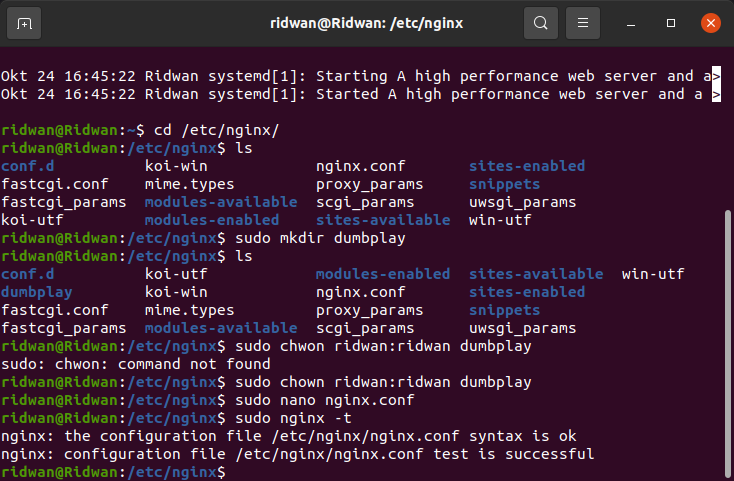 ridwan@Ridwan: /etc/nginx
Okt 24 16:45:22 Ridwan systemd[1]: Starting A high performance web server and a>
Okt 24 16:45:22 Ridwan systemd[1]: Started A high performance web server and a >
ridwan@Ridwan:~$ cd /etc/nginx/
ridwan@Ridwan:/etc/nginx$ ls
conf.d koi-win nginx.conf sites-enabled
fastcgi.conf mime.types proxy_params snippets
fastcgi_params modules-available scgi_params uwsgi_params
koi-utf modules-enabled sites-available win-utf
ridwan@Ridwan:/etc/nginx$ sudo mkdir dumbplay
ridwan@Ridwan:/etc/nginx$ ls
conf.d koi-utf modules-enabled sites-available win-utf
dumbplay koi-win nginx.conf sites-enabled
fastcgi.conf mime.types proxy_params snippets
fastcgi_params modules-available scgi_params uwsgi_params
ridwan@Ridwan:/etc/nginx$ sudo chwon ridwan:ridwan dumbplay
sudo: chwon: command not found
ridwan@Ridwan:/etc/nginx$ sudo chown ridwan:ridwan dumbplay
ridwan@Ridwan:/etc/nginx$ sudo nano nginx.conf
ridwan@Ridwan:/etc/nginx$ sudo nginx -t
nginx: the configuration file /etc/nginx/nginx.conf syntax is ok
nginx: configuration file /etc/nginx/nginx.conf test is successful
ridwan@Ridwan:/etc/nginx$